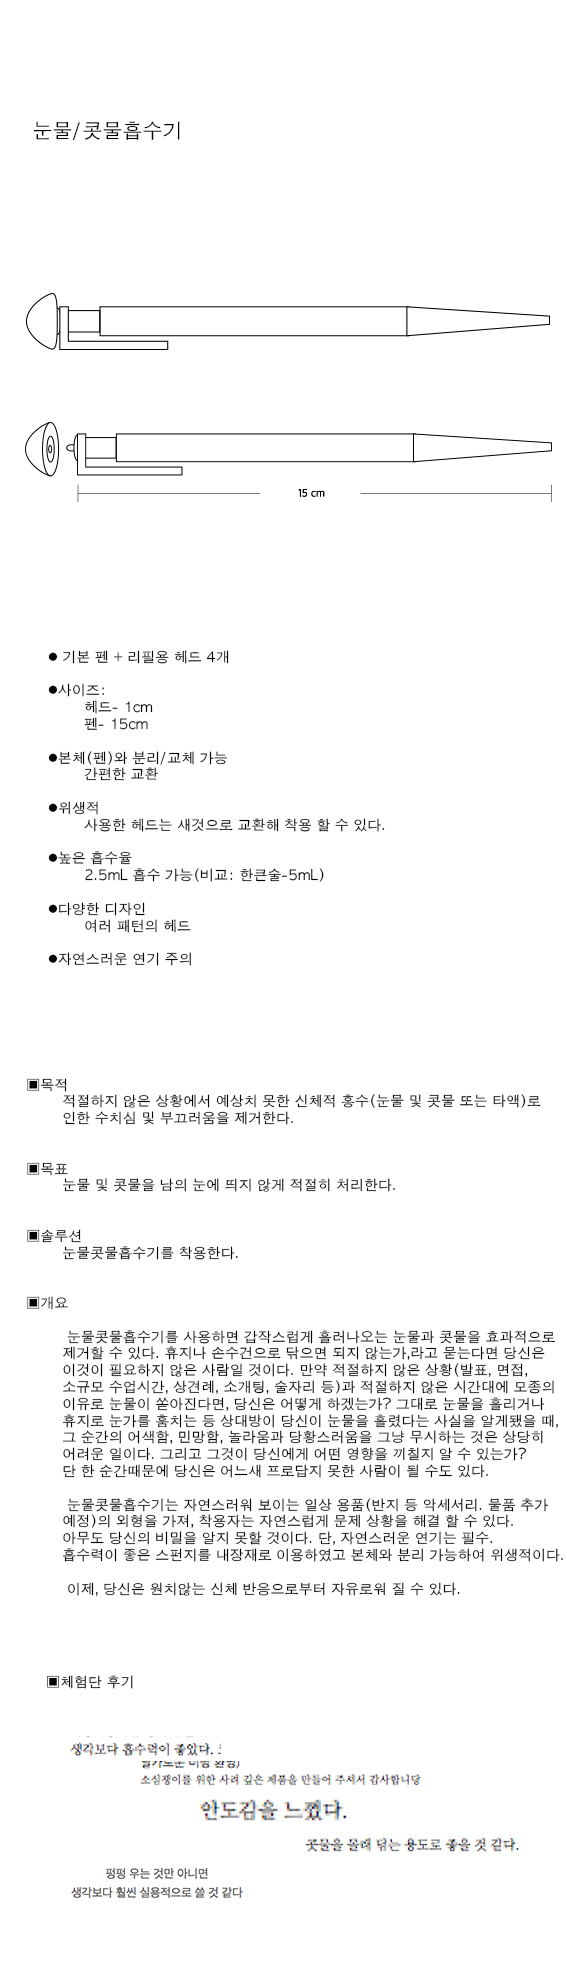 눈물/콧물흡수기
15 cm
● 기본 펜 + 리필용 헤드 4개
●사이즈:
헤드- 1cm
펜- 15cm
●본체(펜)와 분리/교체 가능
간편한 교환
●위생적
사용한 헤드는 새것으로 교환해 착용 할 수 있다.
●높은 흡수율
2.5mL 흡수 가능(비교: 한큰술-5mL)
●다양한 디자인
여러 패턴의 헤드
●자연스러운 연기 주의
▣목적
적절하지 않은 상황에서 예상치 못한 신체적 홍수(눈물 및 콧물 또는 타액)로
인한 수치심 및 부끄러움을 제거한다.
▣목표
눈물 및 콧물을 남의 눈에 띄지 않게 적절히 처리한다.
▣솔루션
눈물콧물흡수기를 착용한다.
▣개요
눈물콧물흡수기를 사용하면 갑작스럽게 흘러나오는 눈물과 콧물을 효과적으로
제거할 수 있다. 휴지나 손수건으로 닦으면 되지 않는가,라고 묻는다면 당신은
이것이 필요하지 않은 사람일 것이다. 만약 적절하지 않은 상황(발표, 면접,
소규모 수업시간, 상견례, 소개팅, 술자리 등)과 적절하지 않은 시간대에 모종의
이유로 눈물이 쏟아진다면, 당신은 어떻게 하겠는가? 그대로 눈물을 흘리거나
휴지로 눈가를 훔치는 등 상대방이 당신이 눈물을 흘렸다는 사실을 알게됐을 때,
그 순간의 어색함, 민망함, 놀라움과 당황스러움을 그냥 무시하는 것은 상당히
어려운 일이다. 그리고 그것이 당신에게 어떤 영향을 끼칠지 알 수 있는가?
단 한 순간때문에 당신은 어느새 프로답지 못한 사람이 될 수도 있다.
눈물콧물흡수기는 자연스러워 보이는 일상 용품(반지 등 악세서리. 물품 추가
예정)의 외형을 가져, 착용자는 자연스럽게 문제 상황을 해결 할 수 있다.
아무도 당신의 비밀을 알지 못할 것이다. 단, 자연스러운 연기는 필수.
흡수력이 좋은 스펀지를 내장재로 이용하였고 본체와 분리 가능하여 위생적이다.
이제, 당신은 원치않는 신체 반응으로부터 자유로워 질 수 있다.
▣체험단 후기
생각보다 흡수력이 좋았다.
소심쟁이를 위한 사려 깊은 제품을 만들어 주셔서 감사합니당
안도감을 느꼈다.
콧물을 몰래 닦는 용도로 좋을 것 같다.
펑펑 우는 것만 아니면
생각보다 훨씬 실용적으로 쓸 것 같다